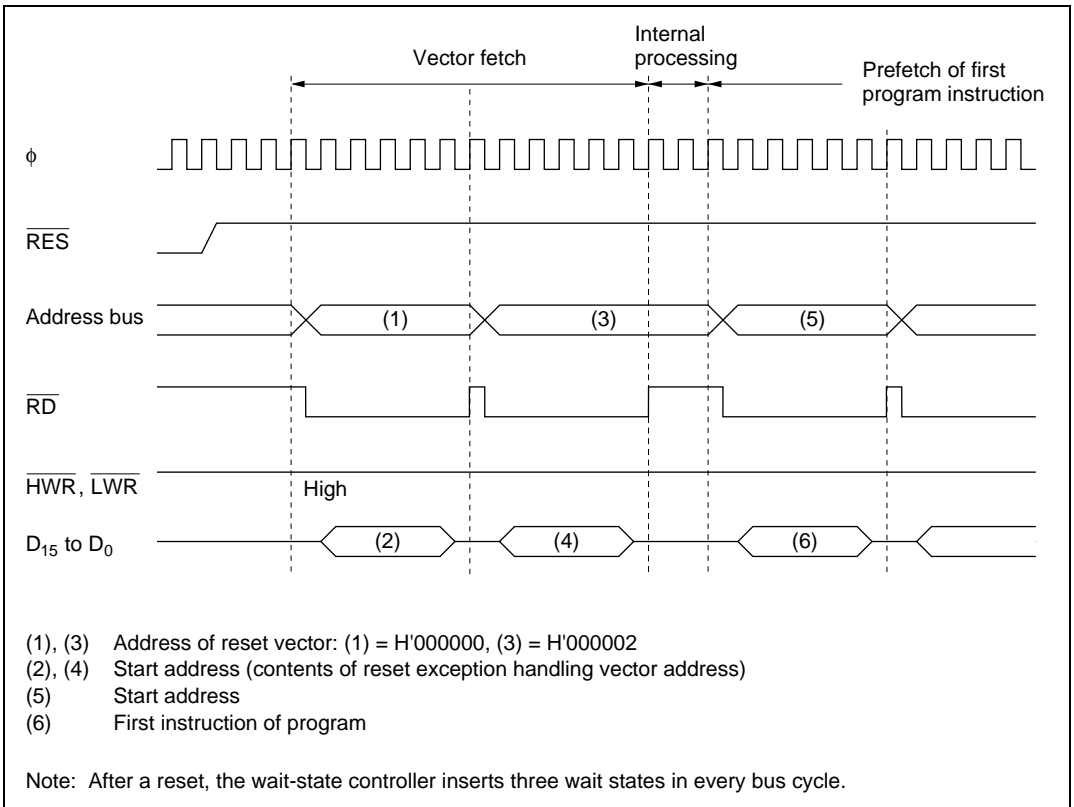 Vector fetch
Internal
processing
Prefetch of first
program instruction
φ
RES
Address bus
(1)
(3)
(5)
RD
HWR, LWR
High
D15 to D0
(2)
(4)
(6)
(1), (3) Address of reset vector: (1) = H'000000, (3) = H'000002
(2), (4) Start address (contents of reset exception handling vector address)
(5) Start address
(6) First instruction of program
Note: After a reset, the wait-state controller inserts three wait states in every bus cycle.